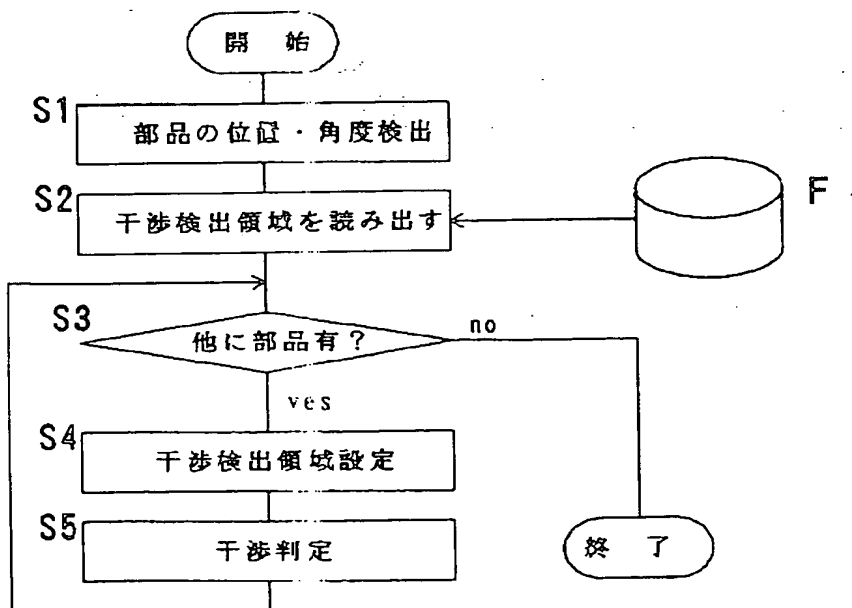 開 始
S1
部品の位置・角度検出
S2
干渉検出領域を読み出す
F
S3
他に部品有？
no
yes
S4
干渉検出領域設定
S5
干渉判定
終 了